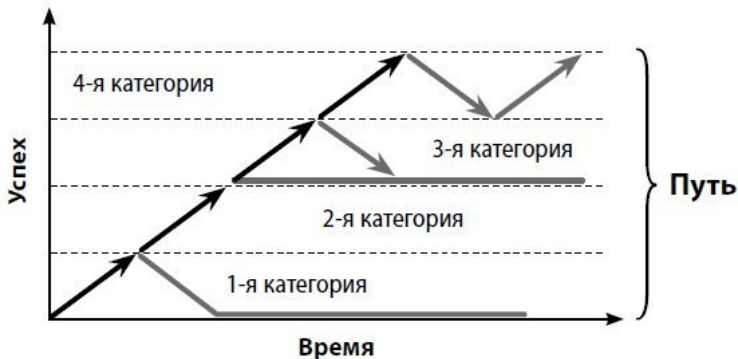 4-я категория
3-я категория
2-я категория
1-я категория
Успех
Путь
Время